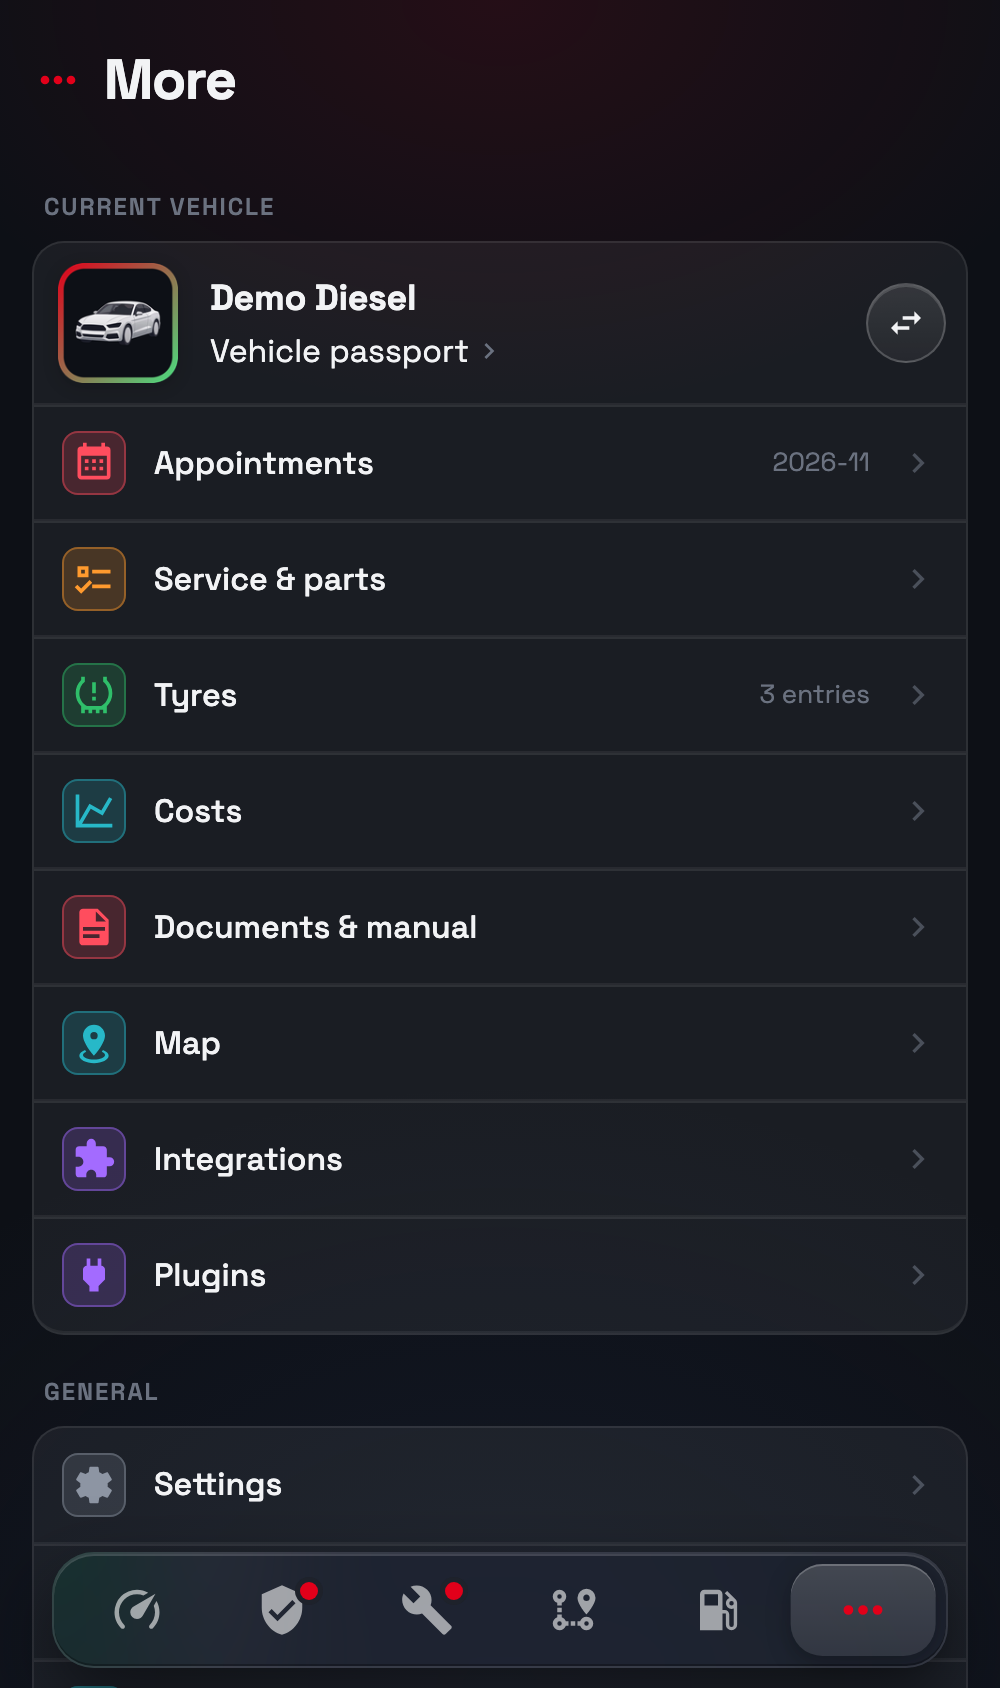 More
CURRENT VEHICLE
Demo Diesel
Vehicle passport
Appointments 2026-11
Service & parts
Tyres 3 entries
Costs
Documents & manual
Map
Integrations
Plugins
GENERAL
Settings